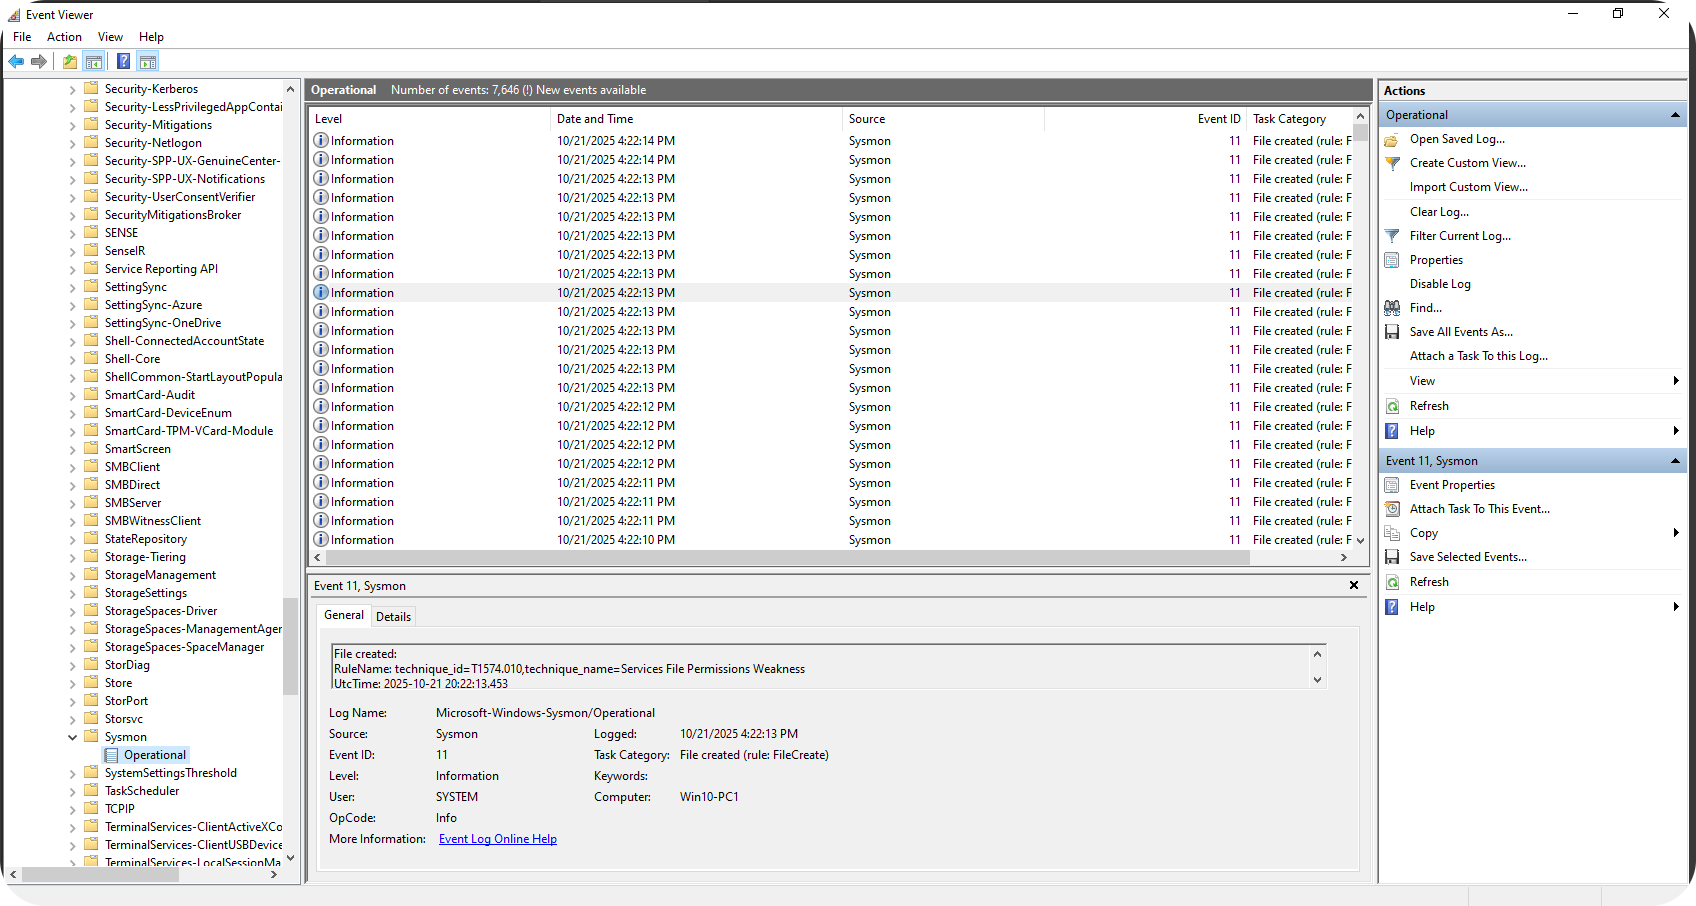 Event Viewer
File Action View Help
Security-Kerberos
Security-LessPrivilegedAppContai
Security-Mitigations
Security-Netlogon
Security-SPP-UX-GenuineCenter-
Security-SPP-UX-Notifications
Security-UserConsentVerifier
SecurityMitigationsBroker
SENSE
SenseIR
Service Reporting API
SettingSync
SettingSync-Azure
SettingSync-OneDrive
Shell-ConnectedAccountState
Shell-Core
ShellCommon-StartLayoutPopula
SmartCard-Audit
SmartCard-DeviceEnum
SmartCard-TPM-VCard-Module
SmartScreen
SMBClient
SMBDirect
SMBServer
SMBWitnessClient
StateRepository
Storage-Tiering
StorageManagement
StorageSettings
StorageSpaces-Driver
StorageSpaces-ManagementAger
StorageSpaces-SpaceManager
StorDiag
Store
StorPort
Storsvc
Sysmon
Operational
SystemSettingsThreshold
TaskScheduler
TCPIP
TerminalServices-ClientActiveXCo
TerminalServices-ClientUSBDevice
TerminalServices-LocalSessionMa
Operational Number of events: 7,646 (!) New events available
Level Date and Time Source Event ID Task Category
Information 10/21/2025 4:22:14 PM Sysmon 11 File created (rule: F
Information 10/21/2025 4:22:14 PM Sysmon 11 File created (rule: F
Information 10/21/2025 4:22:13 PM Sysmon 11 File created (rule: F
Information 10/21/2025 4:22:13 PM Sysmon 11 File created (rule: F
Information 10/21/2025 4:22:13 PM Sysmon 11 File created (rule: F
Information 10/21/2025 4:22:13 PM Sysmon 11 File created (rule: F
Information 10/21/2025 4:22:13 PM Sysmon 11 File created (rule: F
Information 10/21/2025 4:22:13 PM Sysmon 11 File created (rule: F
Information 10/21/2025 4:22:13 PM Sysmon 11 File created (rule: F
Information 10/21/2025 4:22:13 PM Sysmon 11 File created (rule: F
Information 10/21/2025 4:22:13 PM Sysmon 11 File created (rule: F
Information 10/21/2025 4:22:13 PM Sysmon 11 File created (rule: F
Information 10/21/2025 4:22:13 PM Sysmon 11 File created (rule: F
Information 10/21/2025 4:22:13 PM Sysmon 11 File created (rule: F
Information 10/21/2025 4:22:12 PM Sysmon 11 File created (rule: F
Information 10/21/2025 4:22:12 PM Sysmon 11 File created (rule: F
Information 10/21/2025 4:22:12 PM Sysmon 11 File created (rule: F
Information 10/21/2025 4:22:12 PM Sysmon 11 File created (rule: F
Information 10/21/2025 4:22:11 PM Sysmon 11 File created (rule: F
Information 10/21/2025 4:22:11 PM Sysmon 11 File created (rule: F
Information 10/21/2025 4:22:11 PM Sysmon 11 File created (rule: F
Information 10/21/2025 4:22:10 PM Sysmon 11 File created (rule: F
Event 11, Sysmon
General Details
File created:
RuleName: technique_id=T1574.010,technique_name=Services File Permissions Weakness
UtcTime: 2025-10-21 20:22:13.453
Log Name: Microsoft-Windows-Sysmon/Operational
Source: Sysmon Logged: 10/21/2025 4:22:13 PM
Event ID: 11 Task Category: File created (rule: FileCreate)
Level: Information Keywords:
User: SYSTEM Computer: Win10-PC1
OpCode: Info
More Information: Event Log Online Help
Actions
Operational
Open Saved Log...
Create Custom View...
Import Custom View...
Clear Log...
Filter Current Log...
Properties
Disable Log
Find...
Save All Events As...
Attach a Task To this Log...
View
Refresh
Help
Event 11, Sysmon
Event Properties
Attach Task To This Event...
Copy
Save Selected Events...
Refresh
Help